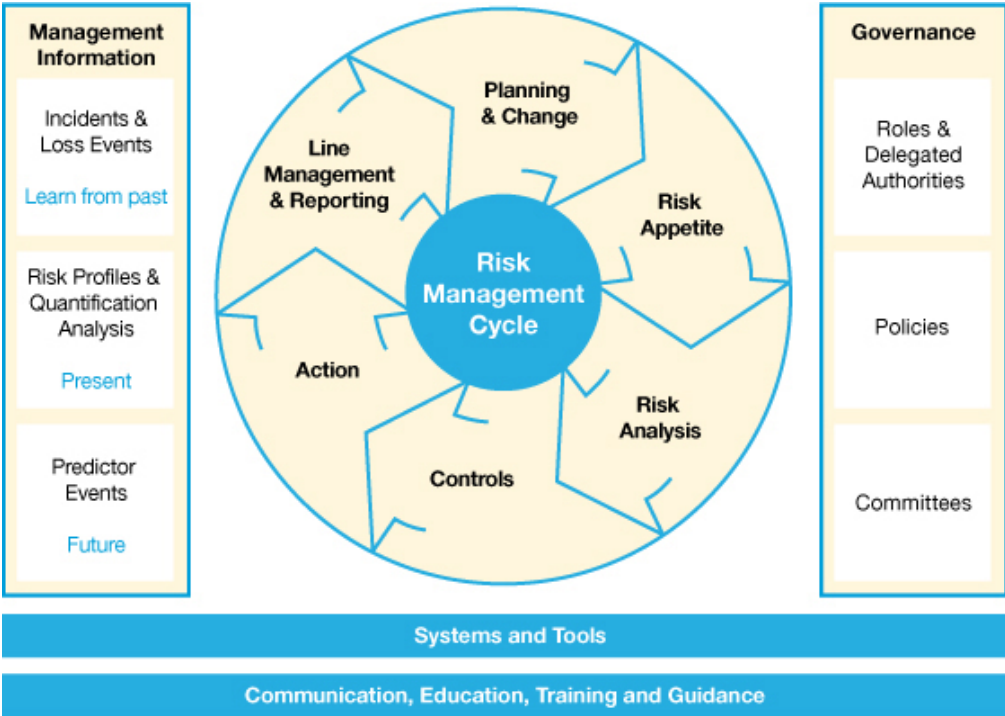 Management
Information
Incidents &
Loss Events
Learn from past
Risk Profiles &
Quantification
Analysis
Present
Predictor
Events
Future
Planning
& Change
Line
Management
& Reporting
Risk
Appetite
Risk
Management
Cycle
Action
Risk
Analysis
Controls
Governance
Roles &
Delegated
Authorities
Policies
Committees
Systems and Tools
Communication, Education, Training and Guidance